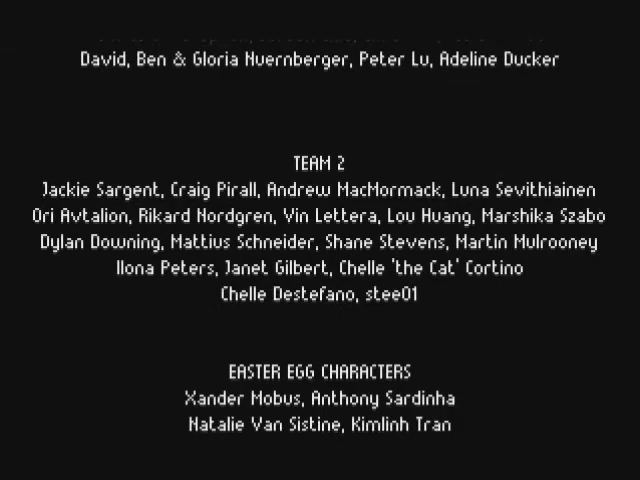 David, Ben & Gloria Nuernberger, Peter Lu, Adeline Ducker
TEAM 2
Jackie Sargent, Craig Pirall, Andrew MacMormack, Luna Sevithiainen
Ori Avtalion, Rikard Nordgren, Vin Lettera, Lou Huang, Marshika Szabo
Dylan Downing, Mattius Schneider, Shane Stevens, Martin Mulrooney
Ilona Peters, Janet Gilbert, Chelle 'the Cat' Cortino
Chelle Destefano, stee01
EASTER EGG CHARACTERS
Xander Mobus, Anthony Sardinha
Natalie Van Sistine, Kimlinh Tran